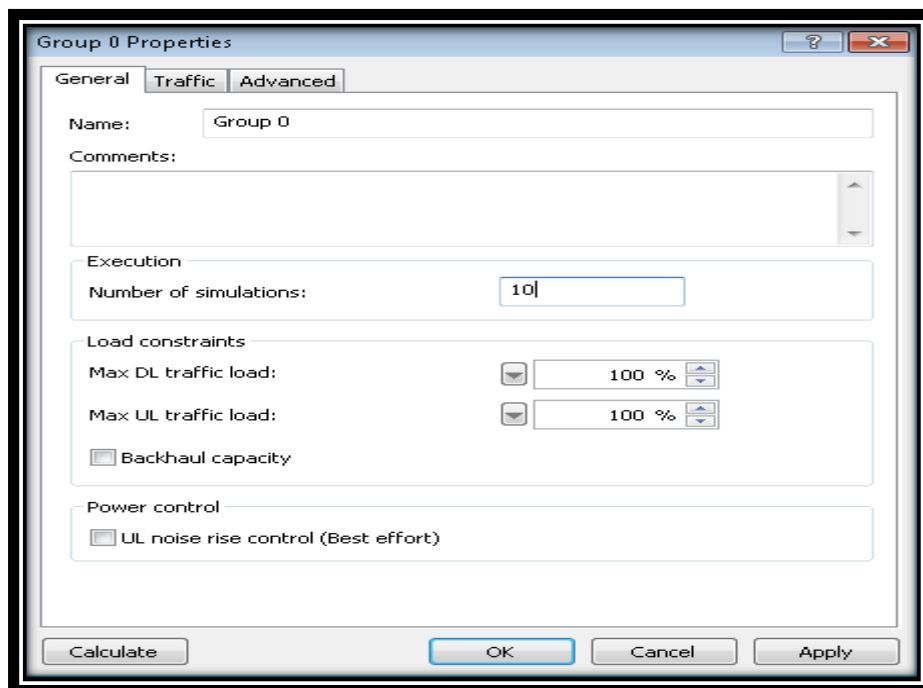 Group 0 Properties
General Traffic Advanced
Name: Group 0
Comments:
Execution
Number of simulations: 10
Load constraints
Max DL traffic load: 100 %
Max UL traffic load: 100 %
Backhaul capacity
Power control
UL noise rise control (Best effort)
Calculate OK Cancel Apply